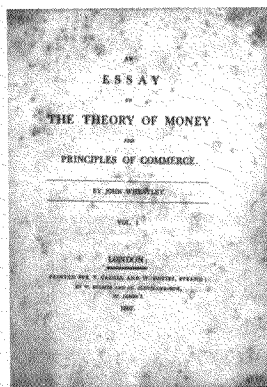 AN
ESSAY
ON
THE THEORY OF MONEY
AND
PRINCIPLES OF COMMERCE.
BY JOHN WHEATLEY
VOL. I
LONDON
PRINTED FOR T. CADELL AND W. DAVIES, STRAND;
BY W. BULMER AND CO. CLEVELAND-ROW,
ST. JAMES'S
1807.